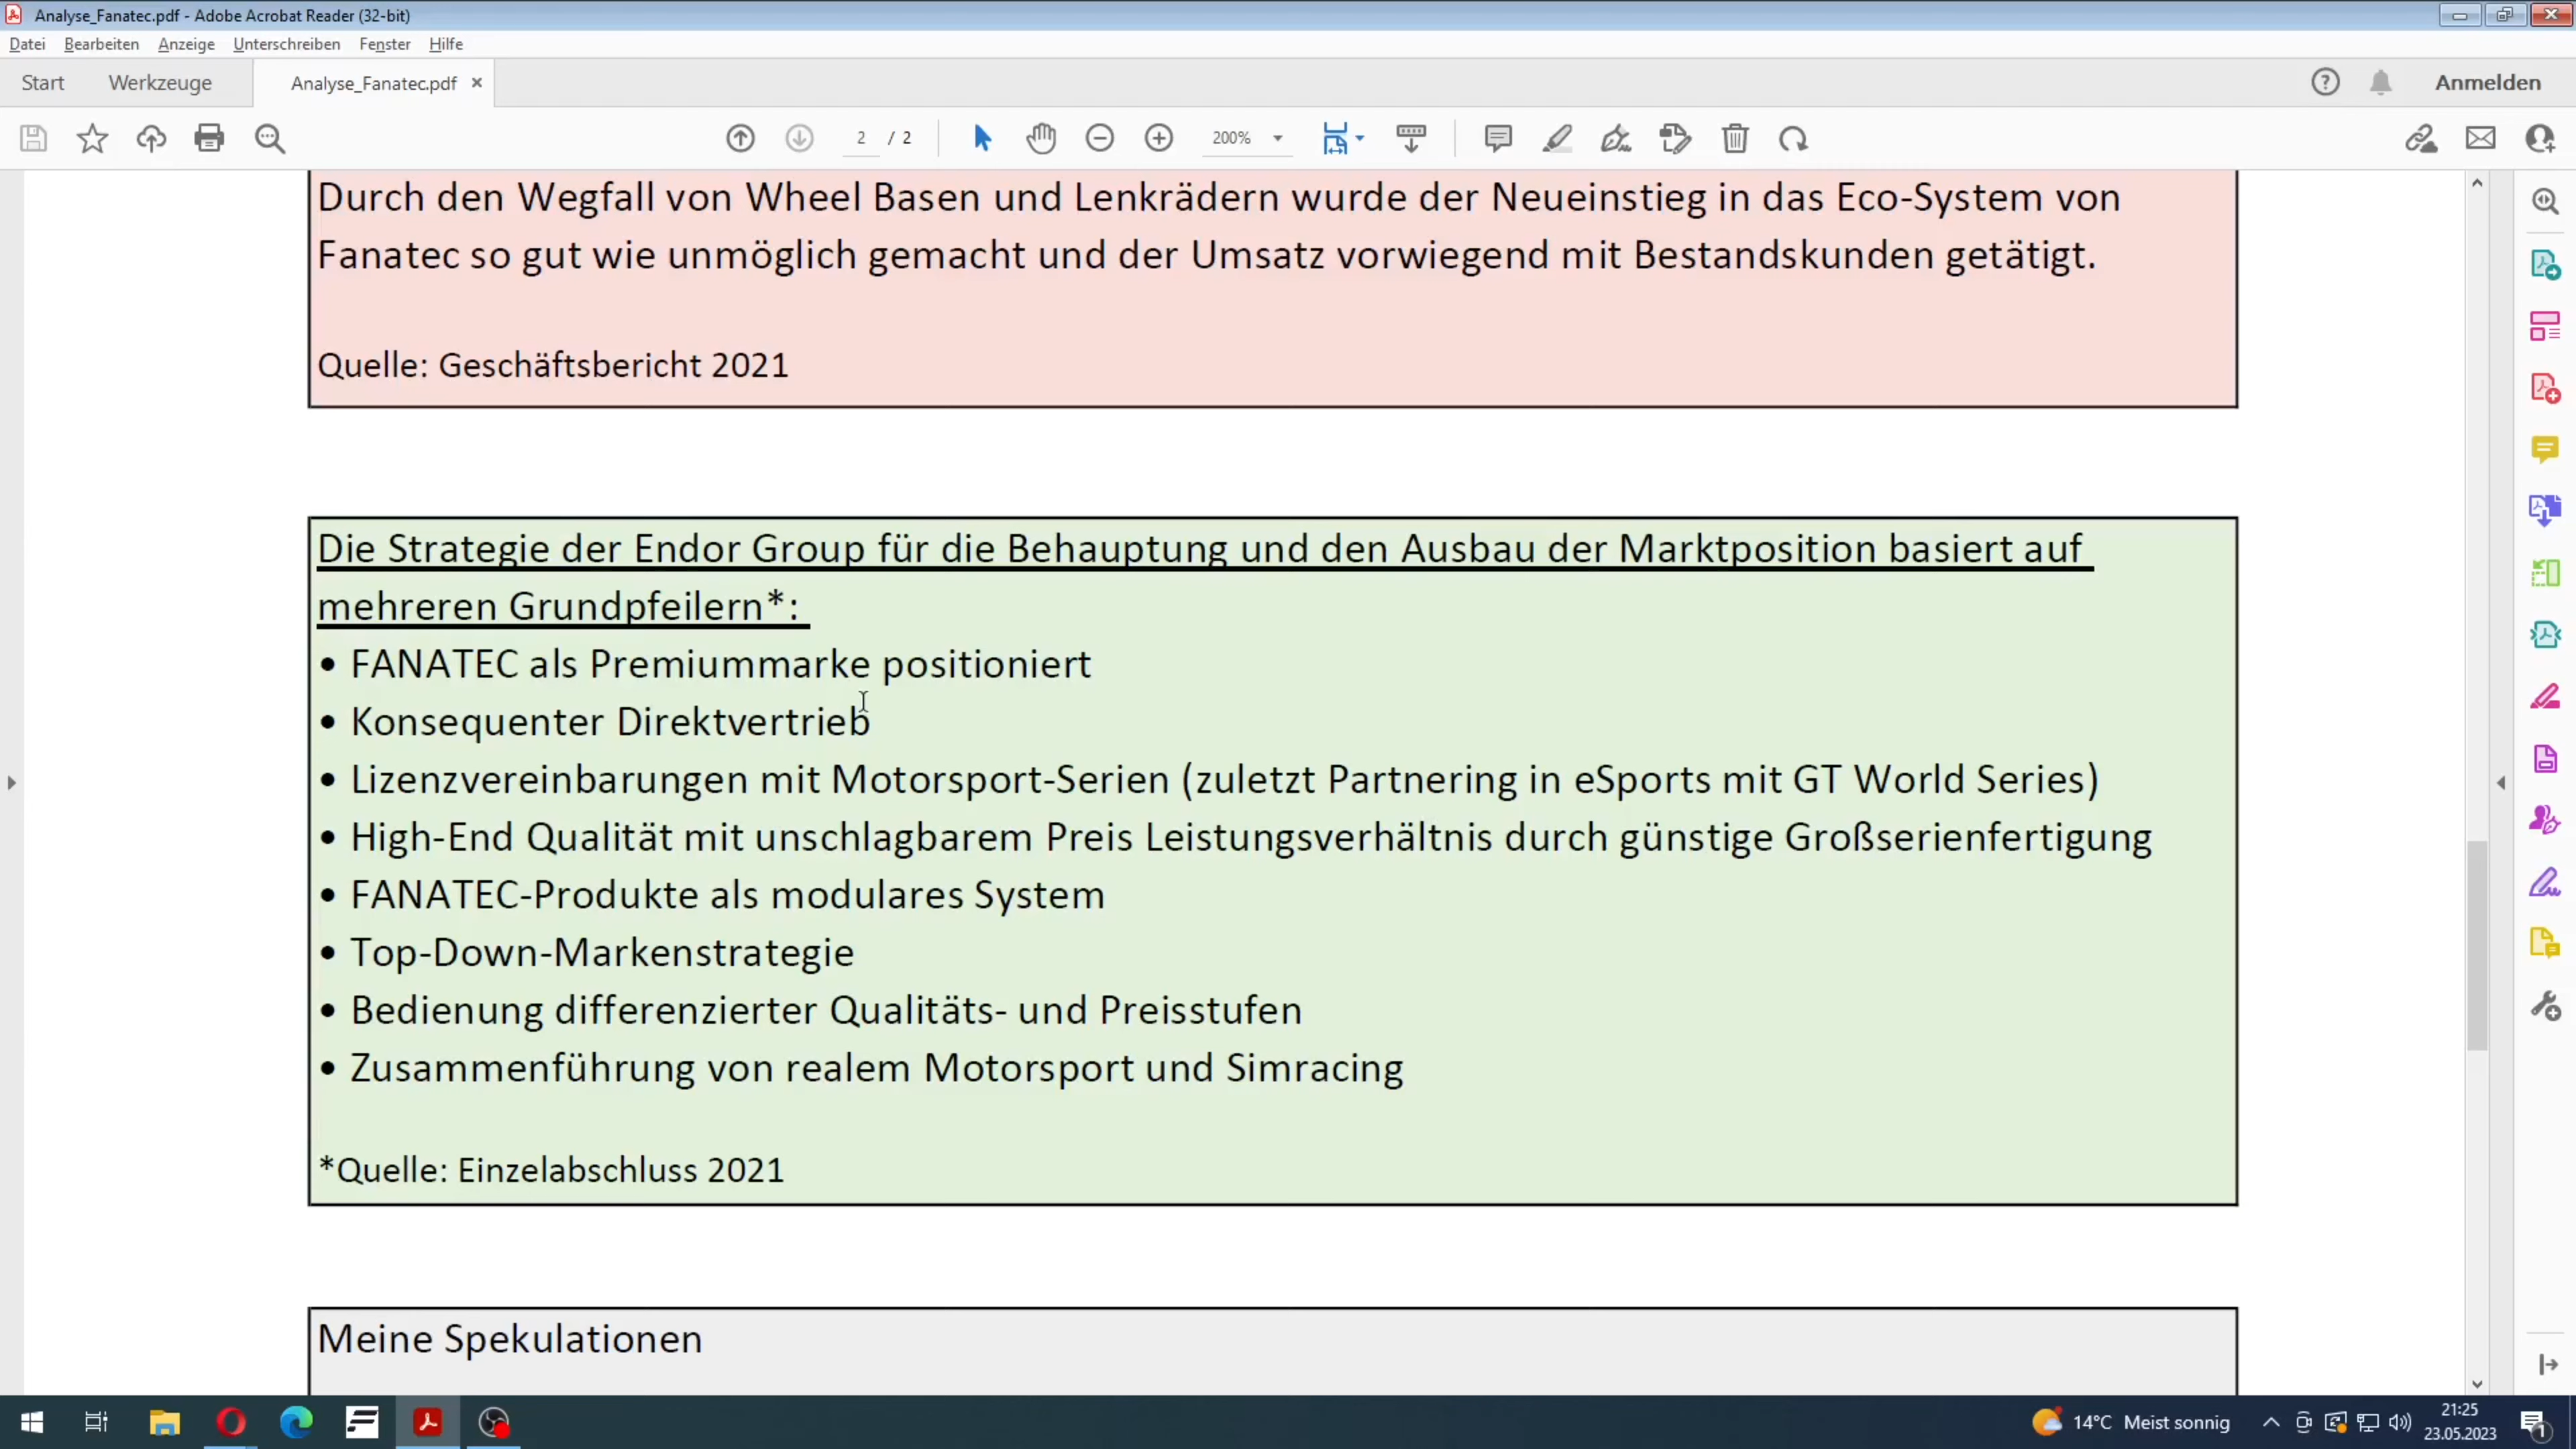 Analyse_Fanatec.pdf - Adobe Acrobat Reader (32-bit)
Datei Bearbeiten Anzeige Unterschreiben Fenster Hilfe
Start Werkzeuge Analyse_Fanatec.pdf Anmelden
2 / 2 200%
Durch den Wegfall von Wheel Basen und Lenkrädern wurde der Neueinstieg in das Eco-System von
Fanatec so gut wie unmöglich gemacht und der Umsatz vorwiegend mit Bestandskunden getätigt.
Quelle: Geschäftsbericht 2021
Die Strategie der Endor Group für die Behauptung und den Ausbau der Marktposition basiert auf
mehreren Grundpfeilern*:
• FANATEC als Premiummarke positioniert
• Konsequenter Direktvertrieb
• Lizenzvereinbarungen mit Motorsport-Serien (zuletzt Partnering in eSports mit GT World Series)
• High-End Qualität mit unschlagbarem Preis Leistungsverhältnis durch günstige Großserienfertigung
• FANATEC-Produkte als modulares System
• Top-Down-Markenstrategie
• Bedienung differenzierter Qualitäts- und Preisstufen
• Zusammenführung von realem Motorsport und Simracing
*Quelle: Einzelabschluss 2021
Meine Spekulationen
14°C Meist sonnig
21:25
23.05.2023
1